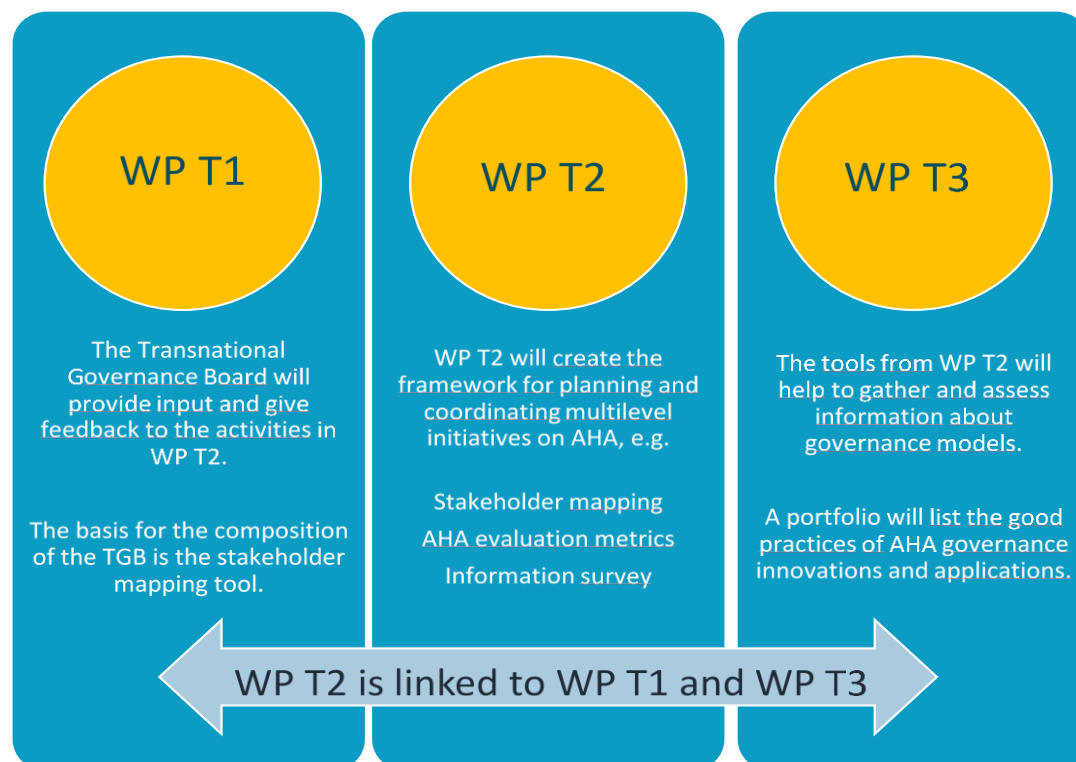 WP T1
The Transnational
Governance Board will
provide input and give
feedback to the activities in
WP T2.
The basis for the composition
of the TGB is the stakeholder
mapping tool.
WP T2
WP T2 will create the
framework for planning and
coordinating multilevel
initiatives on AHA, e.g.
Stakeholder mapping
AHA evaluation metrics
Information survey
WP T3
The tools from WP T2 will
help to gather and assess
information about
governance models.
A portfolio will list the good
practices of AHA governance
innovations and applications.
WP T2 is linked to WP T1 and WP T3